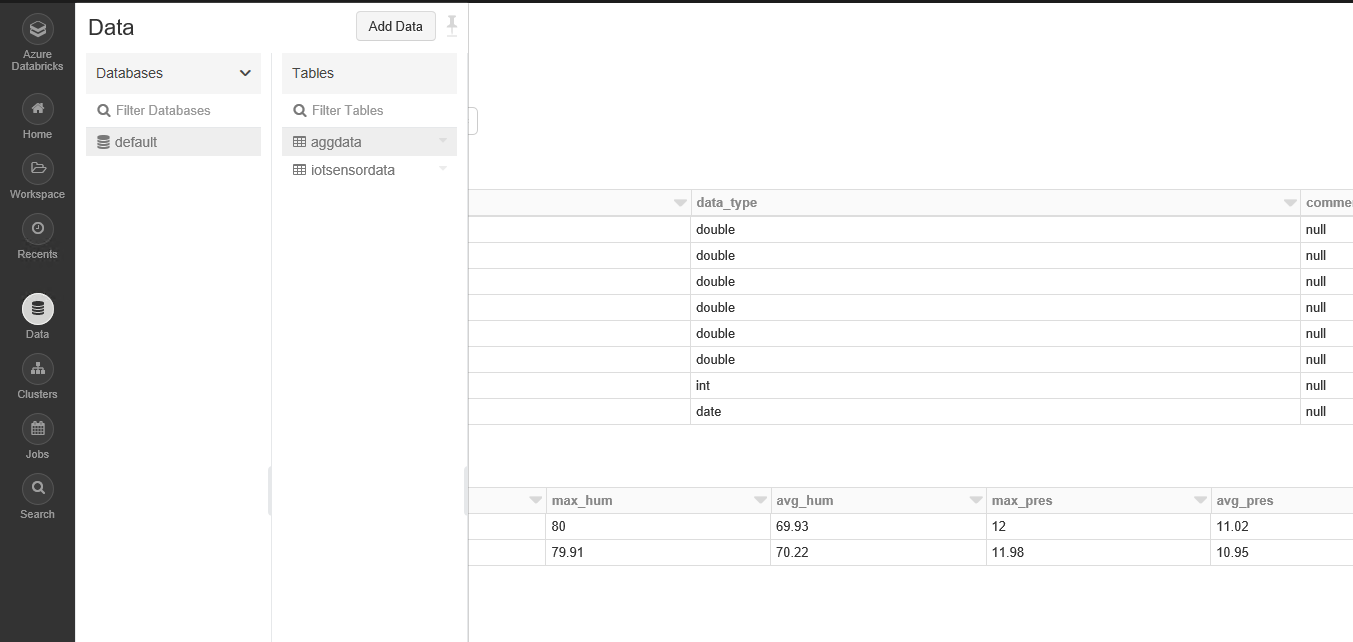 Azure
Databricks
Home
Workspace
Recents
Data
Clusters
Jobs
Search
Data
Add Data
Databases
Filter Databases
default
Tables
Filter Tables
aggdata
iotsensordata
data_type
double null
double null
double null
double null
double null
double null
int null
date null
max_hum avg_hum max_pres avg_pres
80 69.93 12 11.02
79.91 70.22 11.98 10.95